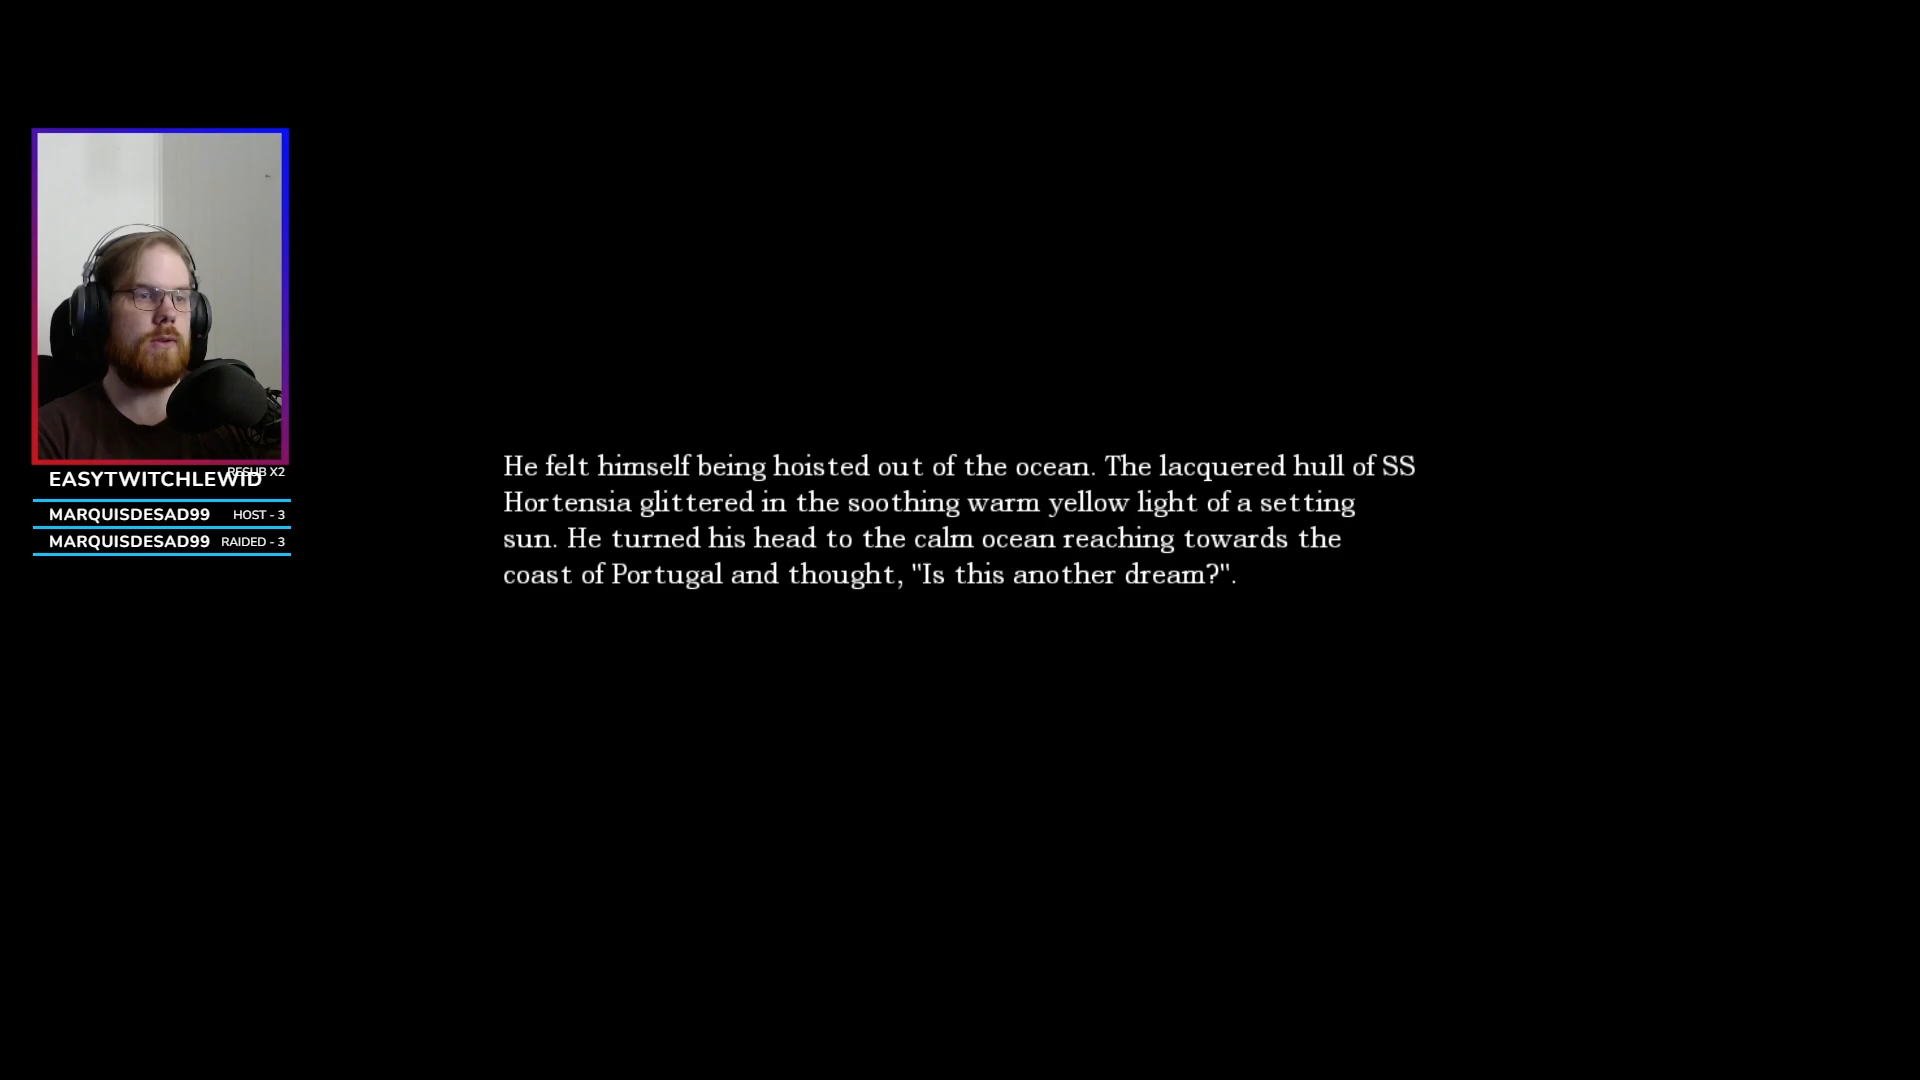 RESUB X2
EASYTWITCHLEWID
MARQUISDESAD99 HOST - 3
MARQUISDESAD99 RAIDED - 3
He felt himself being hoisted out of the ocean. The lacquered hull of SS
Hortensia glittered in the soothing warm yellow light of a setting
sun. He turned his head to the calm ocean reaching towards the
coast of Portugal and thought, "Is this another dream?".